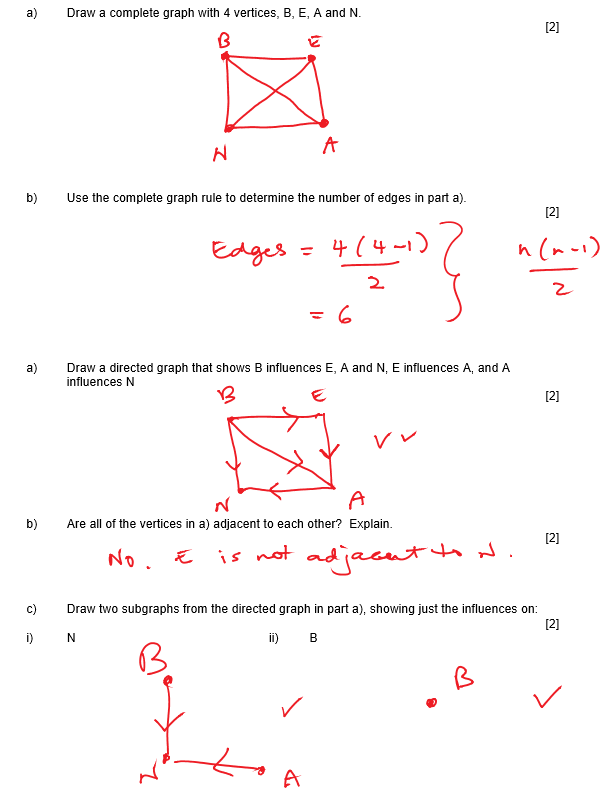 a) Draw a complete graph with 4 vertices, B, E, A and N.
[2]
B E
N A
b) Use the complete graph rule to determine the number of edges in part a).
[2]
Edges = 4(4-1) n(n-1)
2 2
= 6
a) Draw a directed graph that shows B influences E, A and N, E influences A, and A
influences N
[2]
B E
N A
b) Are all of the vertices in a) adjacent to each other? Explain.
[2]
No. E is not adjacent to N.
c) Draw two subgraphs from the directed graph in part a), showing just the influences on:
[2]
i) N ii) B
B B
N A